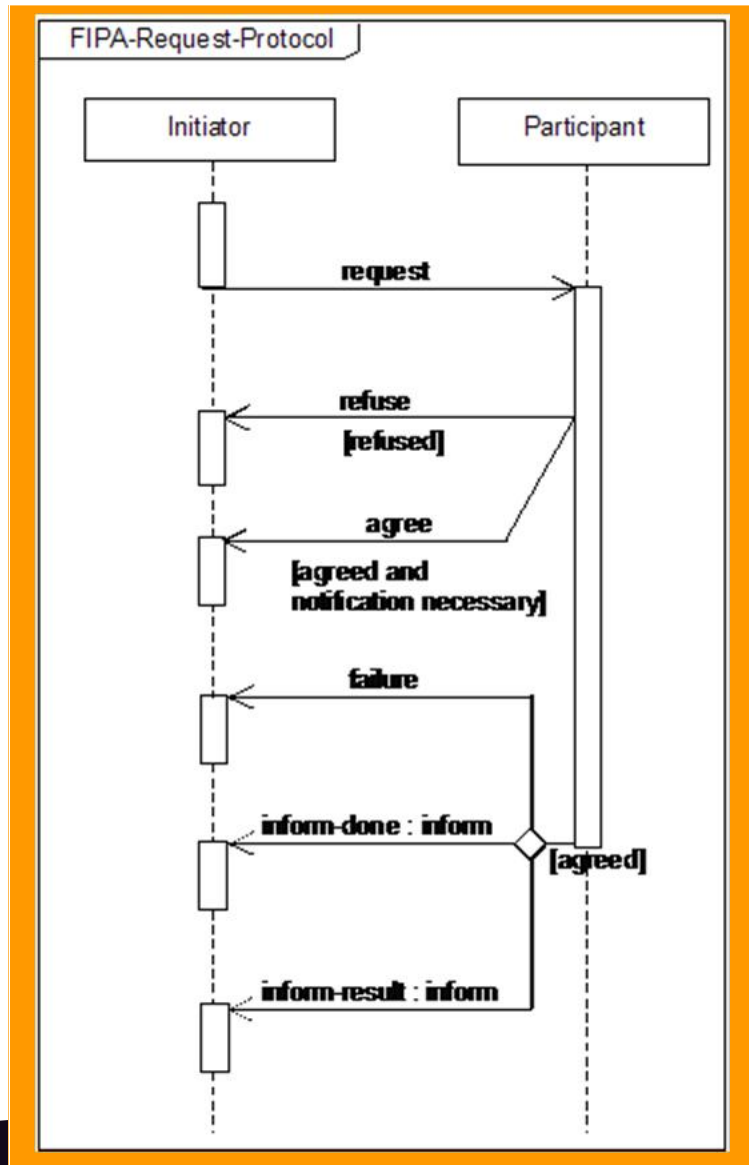 FIPA-Request-Protocol
Initiator
Participant
request
refuse
[refused]
agree
[agreed and
notification necessary]
failure
inform-done : inform
[agreed]
inform-result : inform